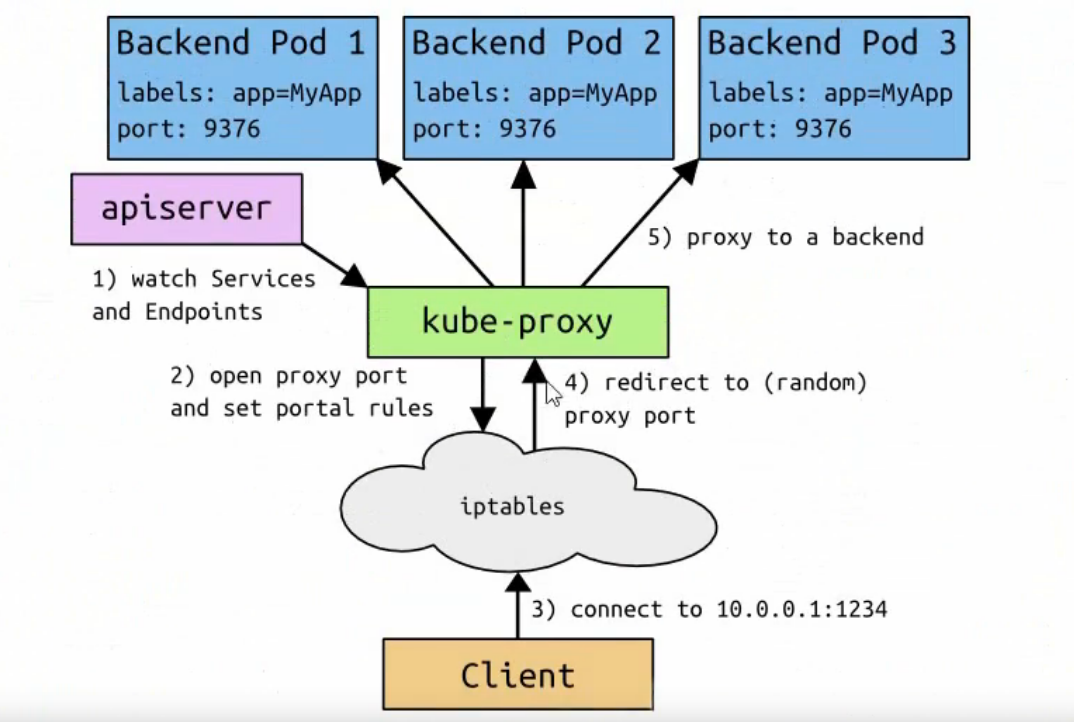 Backend Pod 1
labels: app=MyApp
port: 9376
Backend Pod 2
labels: app=MyApp
port: 9376
Backend Pod 3
labels: app=MyApp
port: 9376
apiserver
1) watch Services
and Endpoints
5) proxy to a backend
kube-proxy
2) open proxy port
and set portal rules
4) redirect to (random)
proxy port
iptables
3) connect to 10.0.0.1:1234
Client